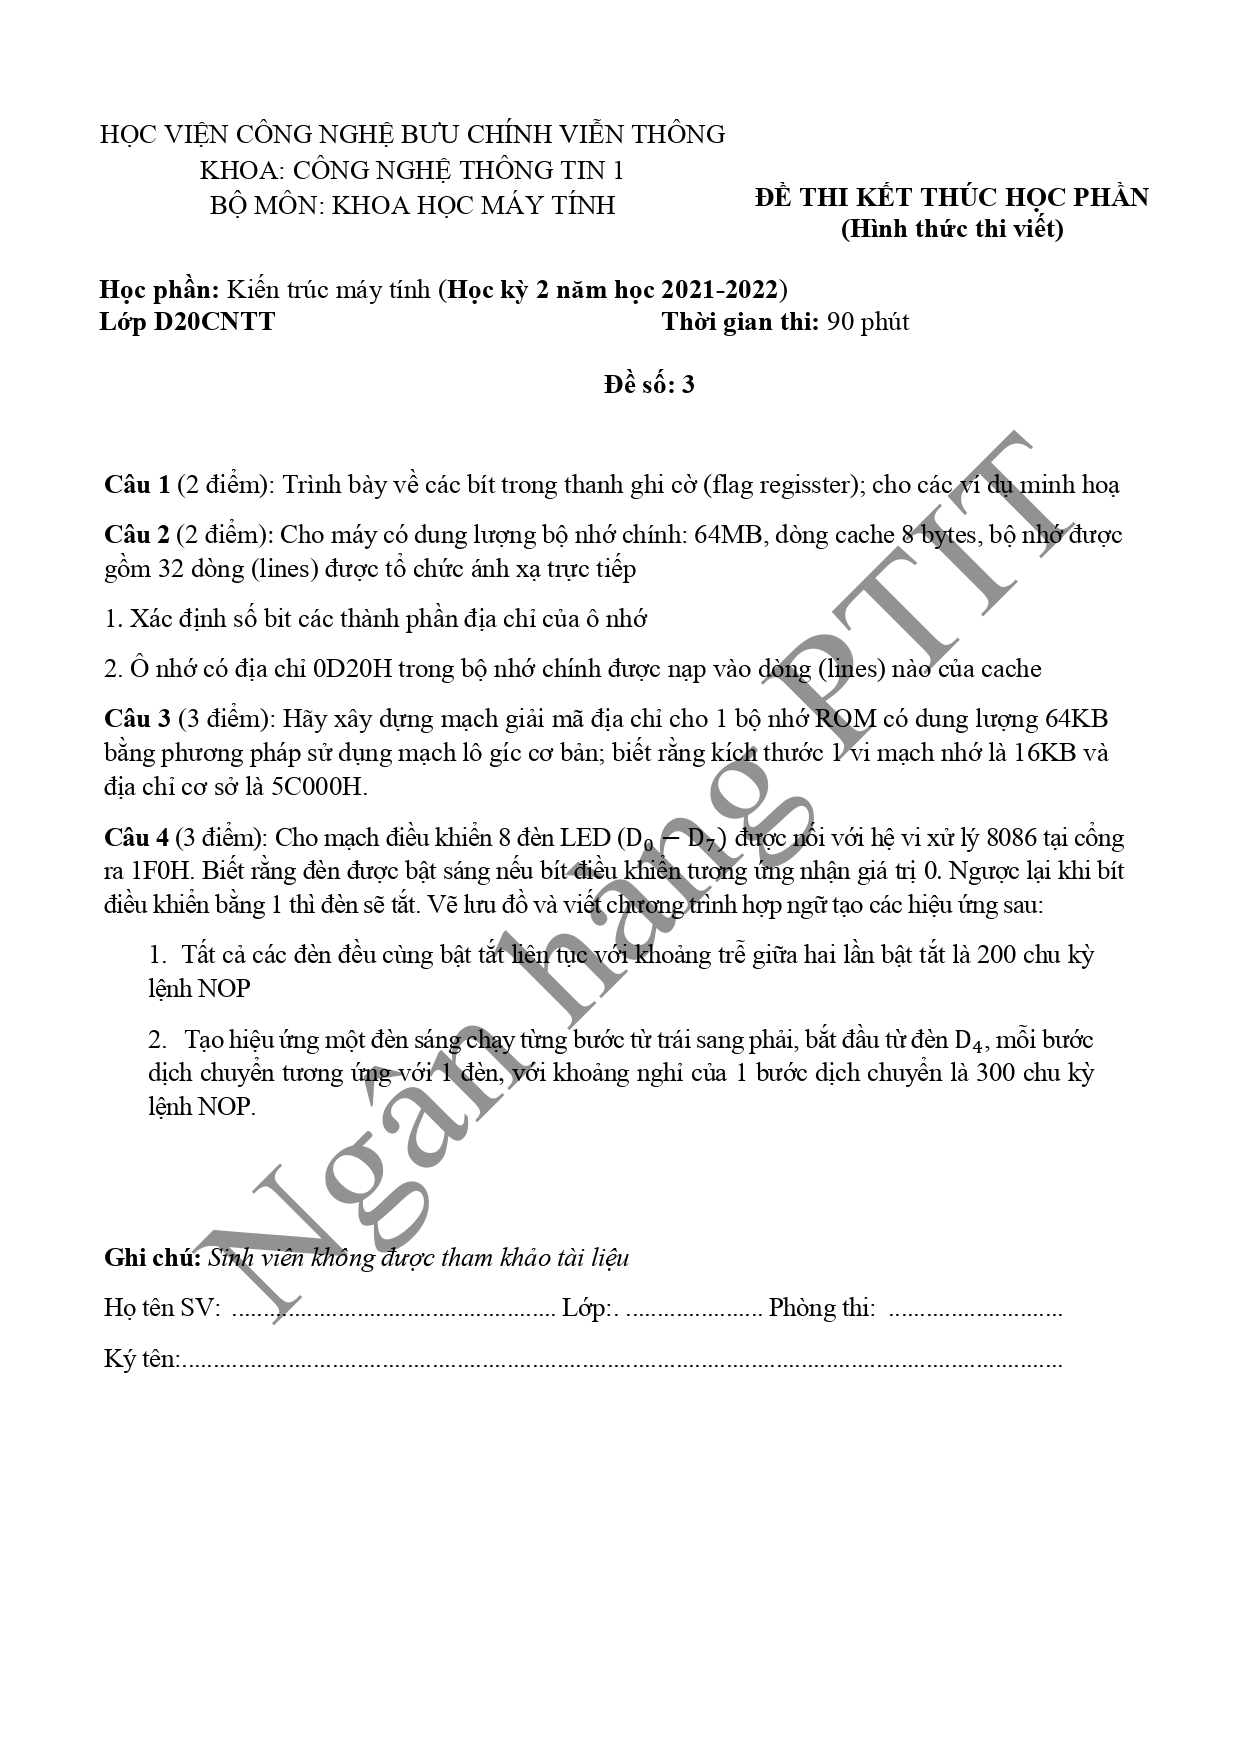 HỌC VIỆN CÔNG NGHỆ BƯU CHÍNH VIỄN THÔNG
KHOA: CÔNG NGHỆ THÔNG TIN 1
BỘ MÔN: KHOA HỌC MÁY TÍNH
ĐỀ THI KẾT THÚC HỌC PHẦN
(Hình thức thi viết)
Học phần: Kiến trúc máy tính (Học kỳ 2 năm học 2021-2022)
Lớp D20CNTT Thời gian thi: 90 phút
Đề số: 3
Câu 1 (2 điểm): Trình bày về các bít trong thanh ghi cờ (flag regisster); cho các ví dụ minh hoạ
Câu 2 (2 điểm): Cho máy có dung lượng bộ nhớ chính: 64MB, dòng cache 8 bytes, bộ nhớ được
gồm 32 dòng (lines) được tổ chức ánh xạ trực tiếp
1. Xác định số bit các thành phần địa chỉ của ô nhớ
2. Ô nhớ có địa chỉ 0D20H trong bộ nhớ chính được nạp vào dòng (lines) nào của cache
Câu 3 (3 điểm): Hãy xây dựng mạch giải mã địa chỉ cho 1 bộ nhớ ROM có dung lượng 64KB
bằng phương pháp sử dụng mạch lô gíc cơ bản; biết rằng kích thước 1 vi mạch nhớ là 16KB và
địa chỉ cơ sở là 5C000H.
Câu 4 (3 điểm): Cho mạch điều khiển 8 đèn LED (D₀ − D₇) được nối với hệ vi xử lý 8086 tại cổng
ra 1F0H. Biết rằng đèn được bật sáng nếu bít điều khiển tương ứng nhận giá trị 0. Ngược lại khi bít
điều khiển bằng 1 thì đèn sẽ tắt. Vẽ lưu đồ và viết chương trình hợp ngữ tạo các hiệu ứng sau:
1. Tất cả các đèn đều cùng bật tắt liên tục với khoảng trễ giữa hai lần bật tắt là 200 chu kỳ
lệnh NOP
2. Tạo hiệu ứng một đèn sáng chạy từng bước từ trái sang phải, bắt đầu từ đèn D₄, mỗi bước
dịch chuyển tương ứng với 1 đèn, với khoảng nghỉ của 1 bước dịch chuyển là 300 chu kỳ
lệnh NOP.
Ngân hàng PTIT
Ghi chú: Sinh viên không được tham khảo tài liệu
Họ tên SV: .................................................... Lớp:. ...................... Phòng thi: ............................
Ký tên:.............................................................................................................................................